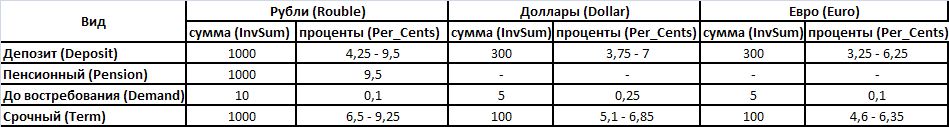 Вид Рубли (Rouble) Доллары (Dollar) Евро (Euro)
сумма (InvSum) проценты (Per_Cents) сумма (InvSum) проценты (Per_Cents) сумма (InvSum) проценты (Per_Cents)
Депозит (Deposit) 1000 4,25 - 9,5 300 3,75 - 7 300 3,25 - 6,25
Пенсионный (Pension) 1000 9,5 - - - -
До востребования (Demand) 10 0,1 5 0,25 5 0,1
Срочный (Term) 1000 6,5 - 9,25 100 5,1 - 6,85 100 4,6 - 6,35